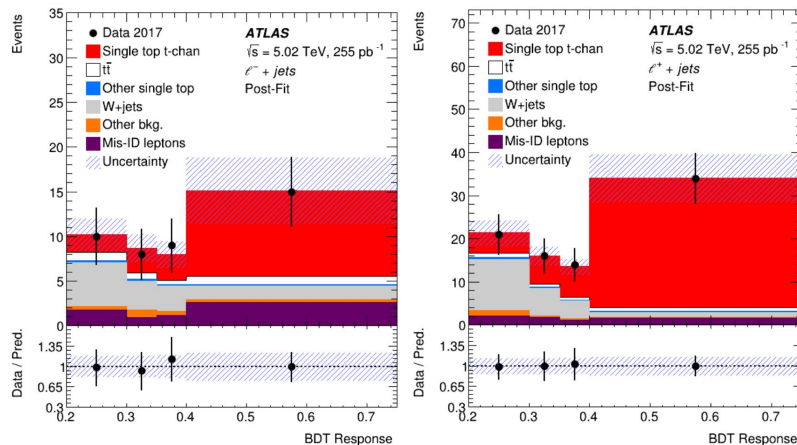 Events
35
30
25
20
15
10
5
0
Data 2017
Single top t-chan
tt̄
Other single top
W+jets
Other bkg.
Mis-ID leptons
Uncertainty
ATLAS
√s = 5.02 TeV, 255 pb⁻¹
ℓ⁻ + jets
Post-Fit
Data / Pred.
1.35
1
0.65
0.3
0.2 0.3 0.4 0.5 0.6 0.7
BDT Response
Events
70
60
50
40
30
20
10
0
Data 2017
Single top t-chan
tt̄
Other single top
W+jets
Other bkg.
Mis-ID leptons
Uncertainty
ATLAS
√s = 5.02 TeV, 255 pb⁻¹
ℓ⁺ + jets
Post-Fit
Data / Pred.
1.35
1
0.65
0.3
0.2 0.3 0.4 0.5 0.6 0.7
BDT Response